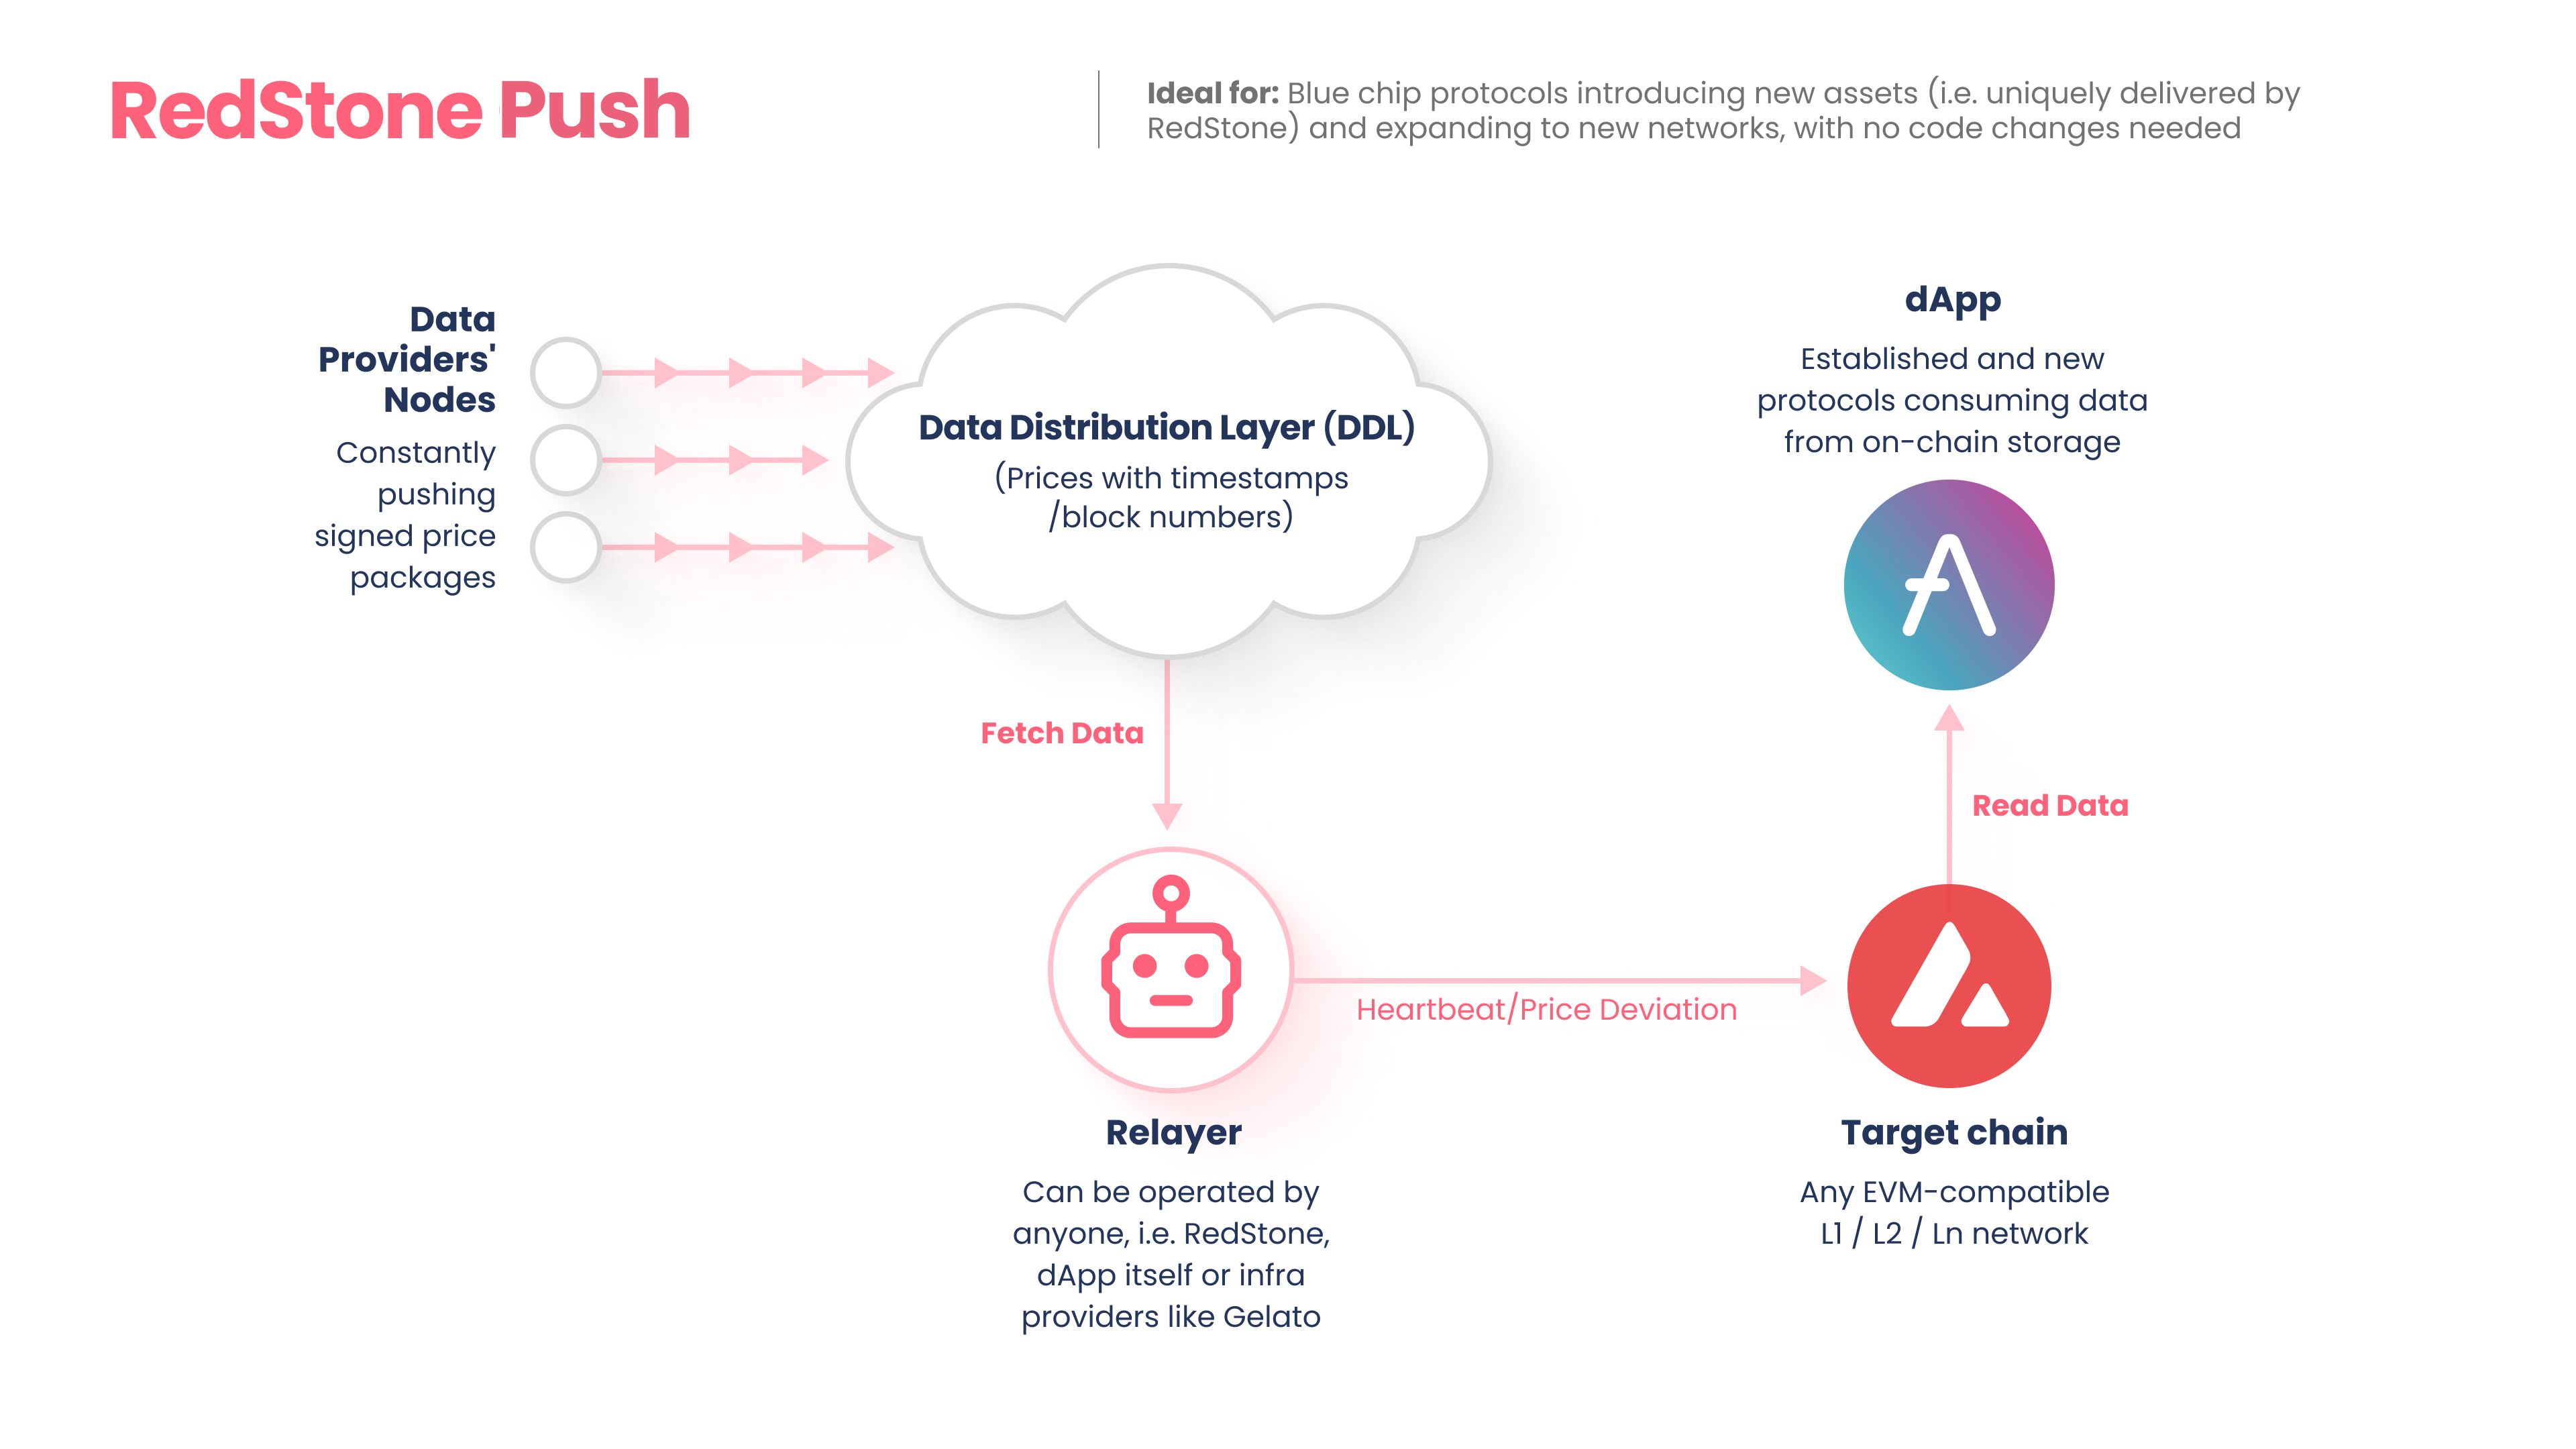 RedStone Push
Ideal for: Blue chip protocols introducing new assets (i.e. uniquely delivered by
RedStone) and expanding to new networks, with no code changes needed
Data
Providers'
Nodes
Constantly
pushing
signed price
packages
Data Distribution Layer (DDL)
(Prices with timestamps
/block numbers)
dApp
Established and new
protocols consuming data
from on-chain storage
Fetch Data
Read Data
Heartbeat/Price Deviation
Relayer
Can be operated by
anyone, i.e. RedStone,
dApp itself or infra
providers like Gelato
Target chain
Any EVM-compatible
L1 / L2 / Ln network